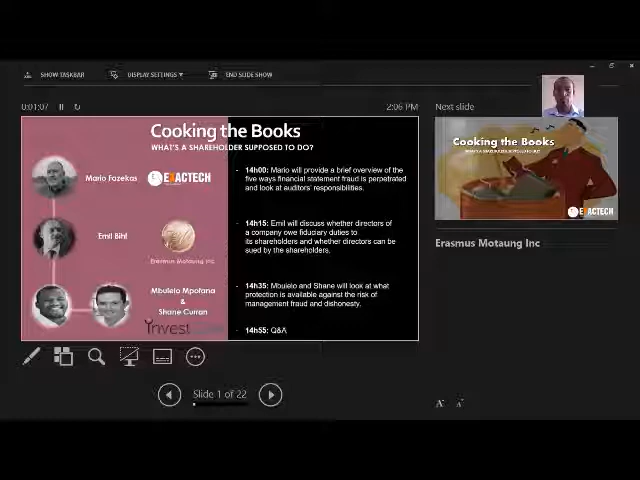 SHOW TASKBAR
DISPLAY SETTINGS ▾
END SLIDE SHOW
0:01:07
2:06 PM
Next slide
Cooking the Books
WHAT'S A SHAREHOLDER SUPPOSED TO DO?
Mario Fazekas
EXACTECH
- 14h00: Mario will provide a brief overview of the
five ways financial statement fraud is perpetrated
and look at auditors' responsibilities.
Emil Bihl
Erasmus Motaung Inc
- 14h15: Emil will discuss whether directors of
a company owe fiduciary duties to
its shareholders and whether directors can be
sued by the shareholders.
Mbulelo Mpofana
&
Shane Curran
- 14h35: Mbulelo and Shane will look at what
protection is available against the risk of
management fraud and dishonesty.
- 14h55: Q&A
Cooking the Books
EXACTECH
Erasmus Motaung Inc
Slide 1 of 22
A A